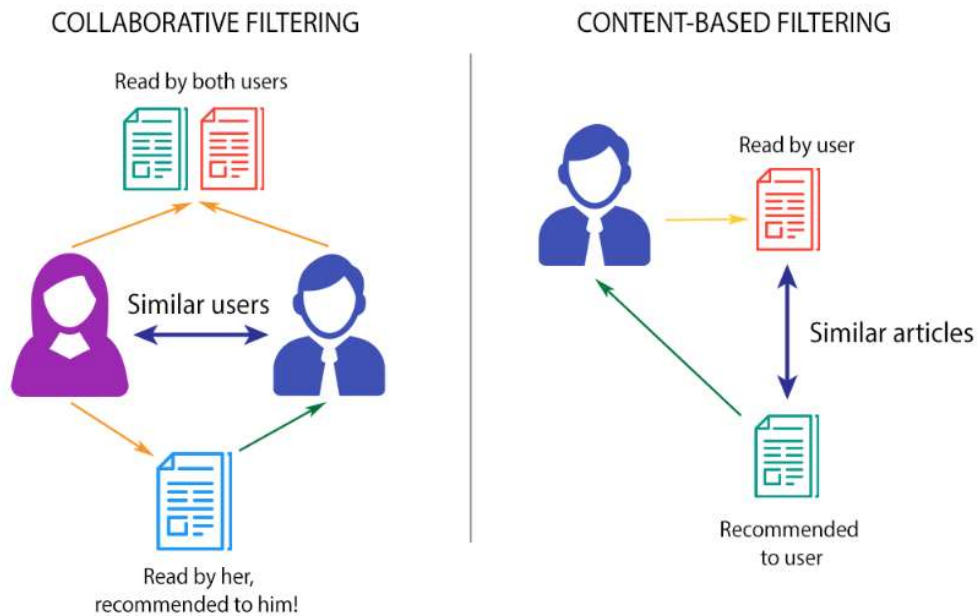 COLLABORATIVE FILTERING
Read by both users
Similar users
Read by her,
recommended to him!
CONTENT-BASED FILTERING
Read by user
Similar articles
Recommended
to user